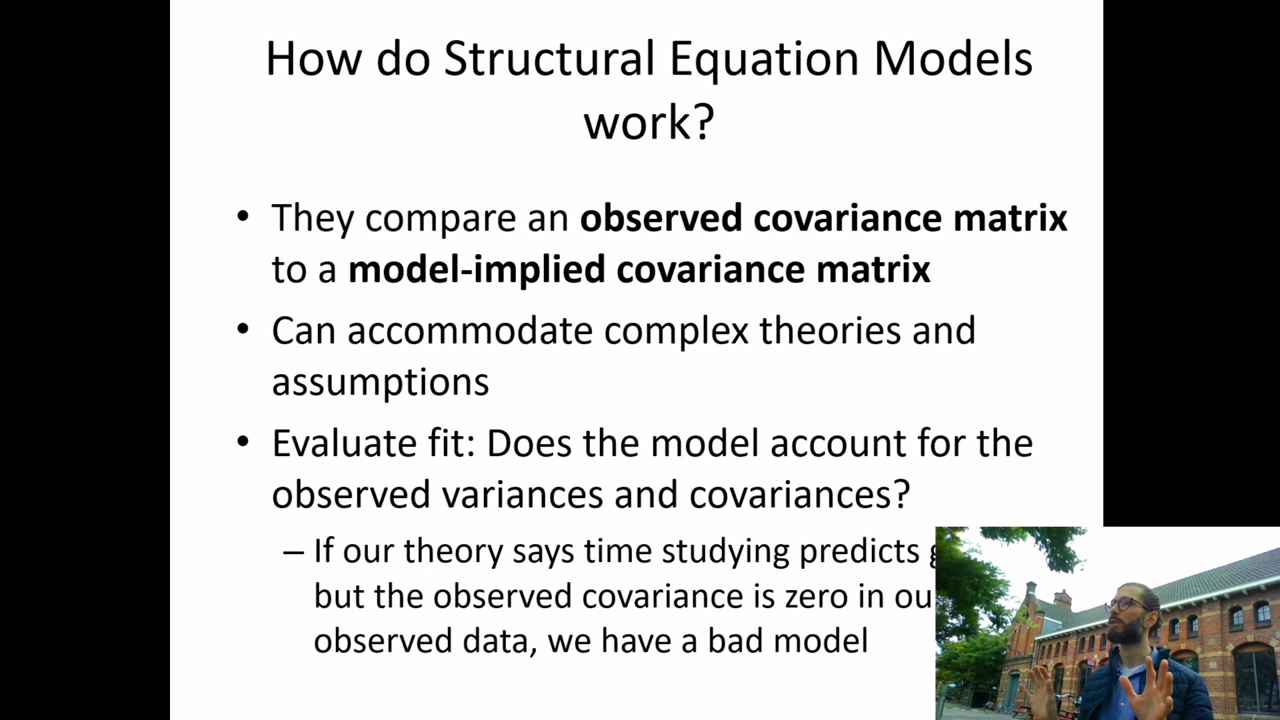 How do Structural Equation Models
work?
• They compare an observed covariance matrix
to a model-implied covariance matrix
• Can accommodate complex theories and
assumptions
• Evaluate fit: Does the model account for the
observed variances and covariances?
– If our theory says time studying predicts
but the observed covariance is zero in
observed data, we have a bad model